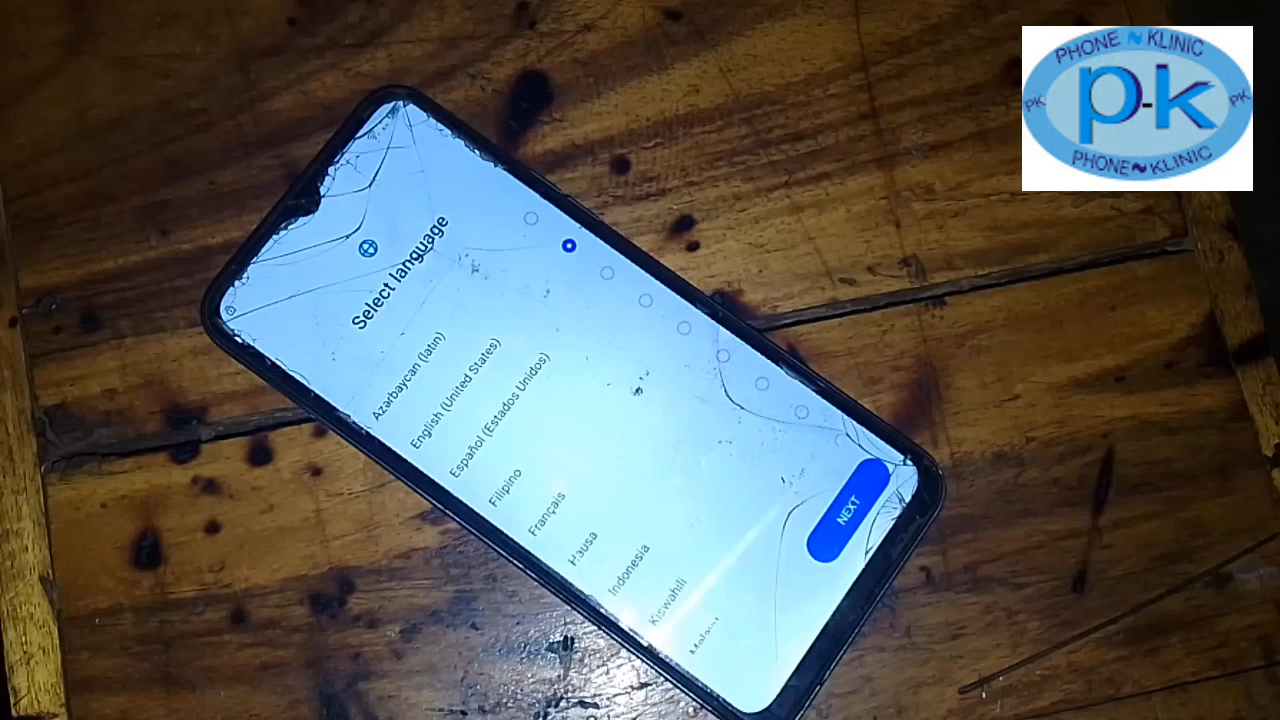 PHONE ~ KLINIC
PK
p-k
PK
PHONE~KLINIC
Select language
Azərbaycan (latın)
English (United States)
Español (Estados Unidos)
Filipino
Français
Hausa
Indonesia
Kiswahili
NEXT